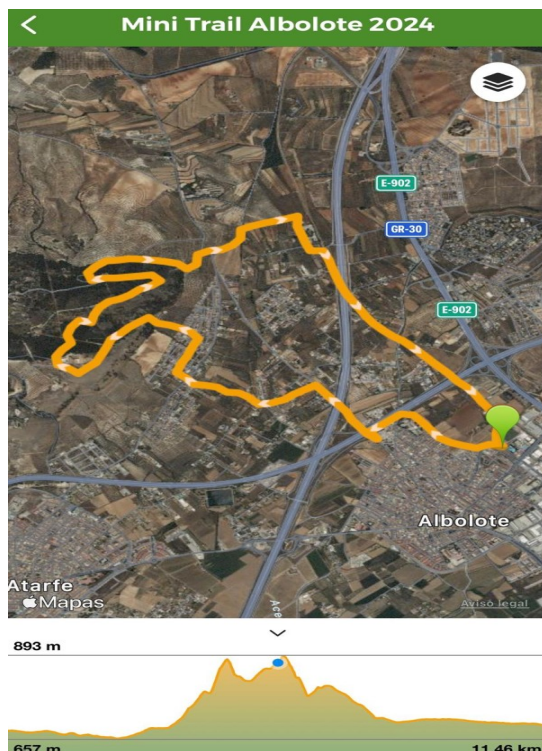 Mini Trail Albolote 2024
E-902
GR-30
E-902
Albolote
Atarfe
Mapas
Aviso legal
893 m
657 m
11,46 km